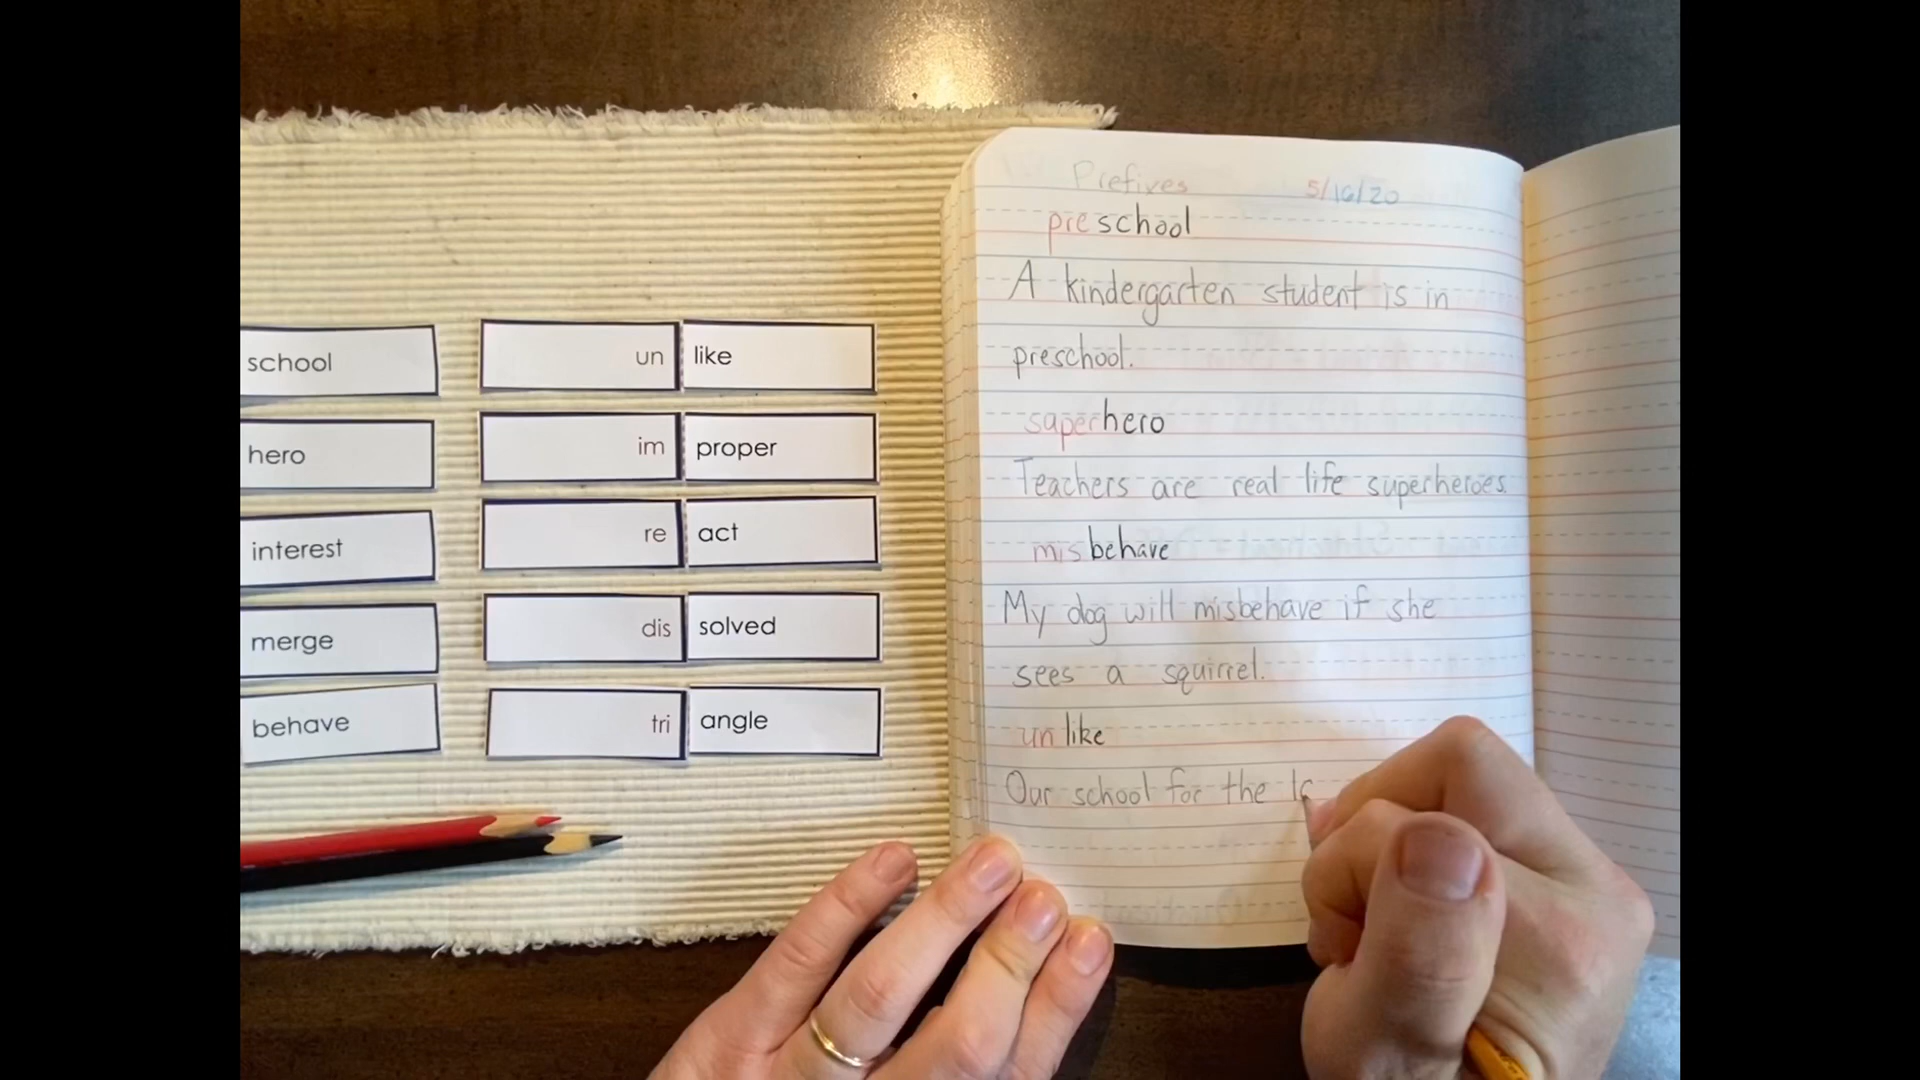 school
hero
interest
merge
behave
un like
im proper
re act
dis solved
tri angle
Prefixes 5/16/20
preschool
A kindergarten student is in
preschool.
superhero
Teachers are real life superheroes.
misbehave
My dog will misbehave if she
sees a squirrel.
unlike
Our school for the la